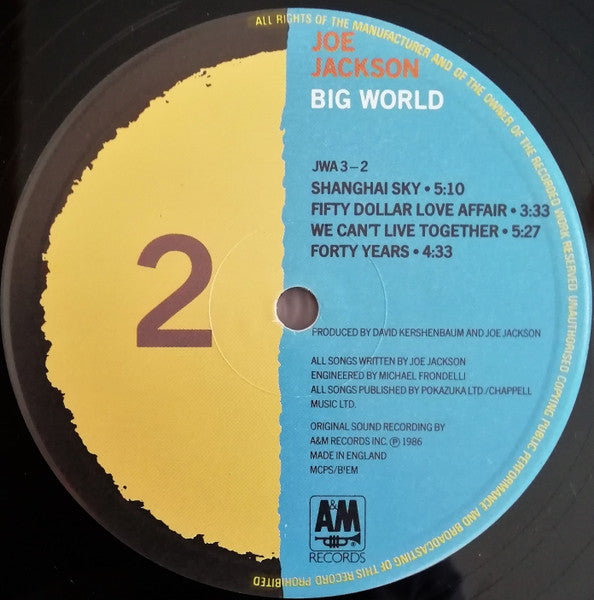 ALL RIGHTS OF THE MANUFACTURER AND OF THE OWNER OF THE RECORDED WORK RESERVED UNAUTHORISED COPYING PUBLIC PERFORMANCE AND BROADCASTING OF THIS RECORD PROHIBITED
JOE
JACKSON
BIG WORLD
JWA 3–2
SHANGHAI SKY • 5:10
FIFTY DOLLAR LOVE AFFAIR • 3:33
WE CAN'T LIVE TOGETHER • 5:27
FORTY YEARS • 4:33
2
PRODUCED BY DAVID KERSHENBAUM AND JOE JACKSON
ALL SONGS WRITTEN BY JOE JACKSON
ENGINEERED BY MICHAEL FRONDELLI
ALL SONGS PUBLISHED BY POKAZUKA LTD./CHAPPELL
MUSIC LTD.
ORIGINAL SOUND RECORDING BY
A&M RECORDS INC. ℗ 1986
MADE IN ENGLAND
MCPS/BIEM
A&M
®
RECORDS